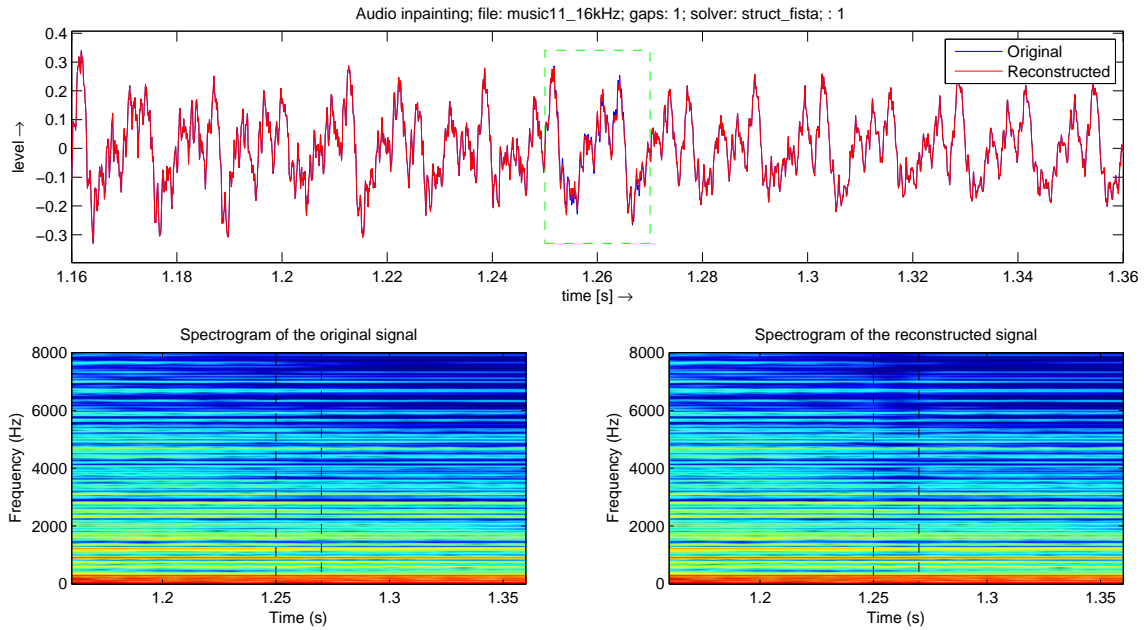 Audio inpainting; file: music11_16kHz; gaps: 1; solver: struct_fista; : 1
0.4
0.3
0.2
0.1
0
−0.1
−0.2
−0.3
level→
Original
Reconstructed
1.16 1.18 1.2 1.22 1.24 1.26 1.28 1.3 1.32 1.34 1.36
time [s] →
Spectrogram of the original signal
8000
6000
4000
2000
0
Frequency (Hz)
1.2 1.25 1.3 1.35
Time (s)
Spectrogram of the reconstructed signal
8000
6000
4000
2000
0
Frequency (Hz)
1.2 1.25 1.3 1.35
Time (s)